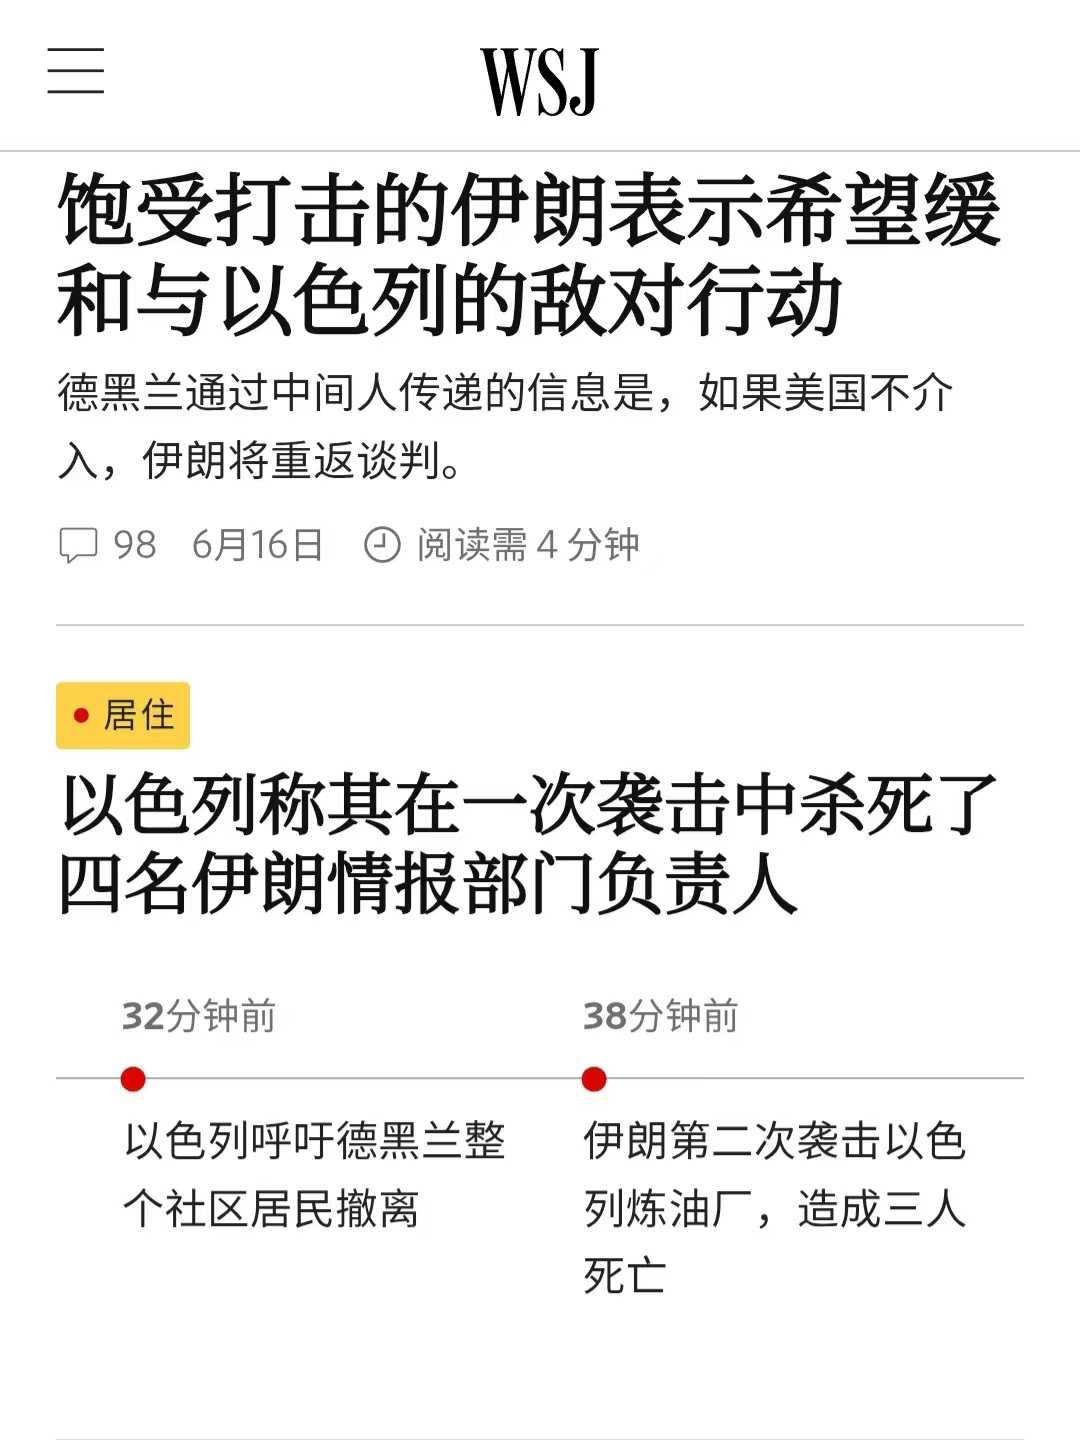 WSJ
饱受打击的伊朗表示希望缓
和与以色列的敌对行动
德黑兰通过中间人传递的信息是，如果美国不介
入，伊朗将重返谈判。
98 6月16日 阅读需 4 分钟
居住
以色列称其在一次袭击中杀死了
四名伊朗情报部门负责人
32分钟前
以色列呼吁德黑兰整
个社区居民撤离
38分钟前
伊朗第二次袭击以色
列炼油厂，造成三人
死亡